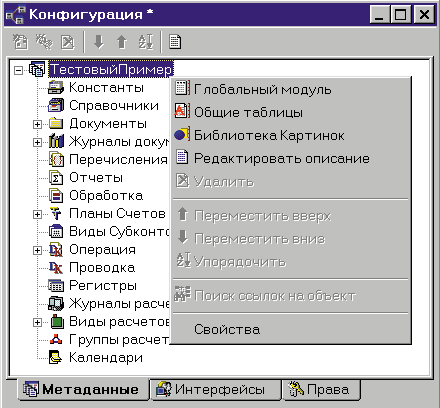 Конфигурация *
ТестовыйПример
Константы
Справочники
Документы
Журналы докум
Перечисления
Отчеты
Обработка
Планы Счетов
Виды Субконто
Операция
Проводка
Регистры
Журналы расче
Виды расчетов
Группы расчет
Календари
Глобальный модуль
Общие таблицы
Библиотека Картинок
Редактировать описание
Удалить
Переместить вверх
Переместить вниз
Упорядочить
Поиск ссылок на объект
Свойства
Метаданные Интерфейсы Права